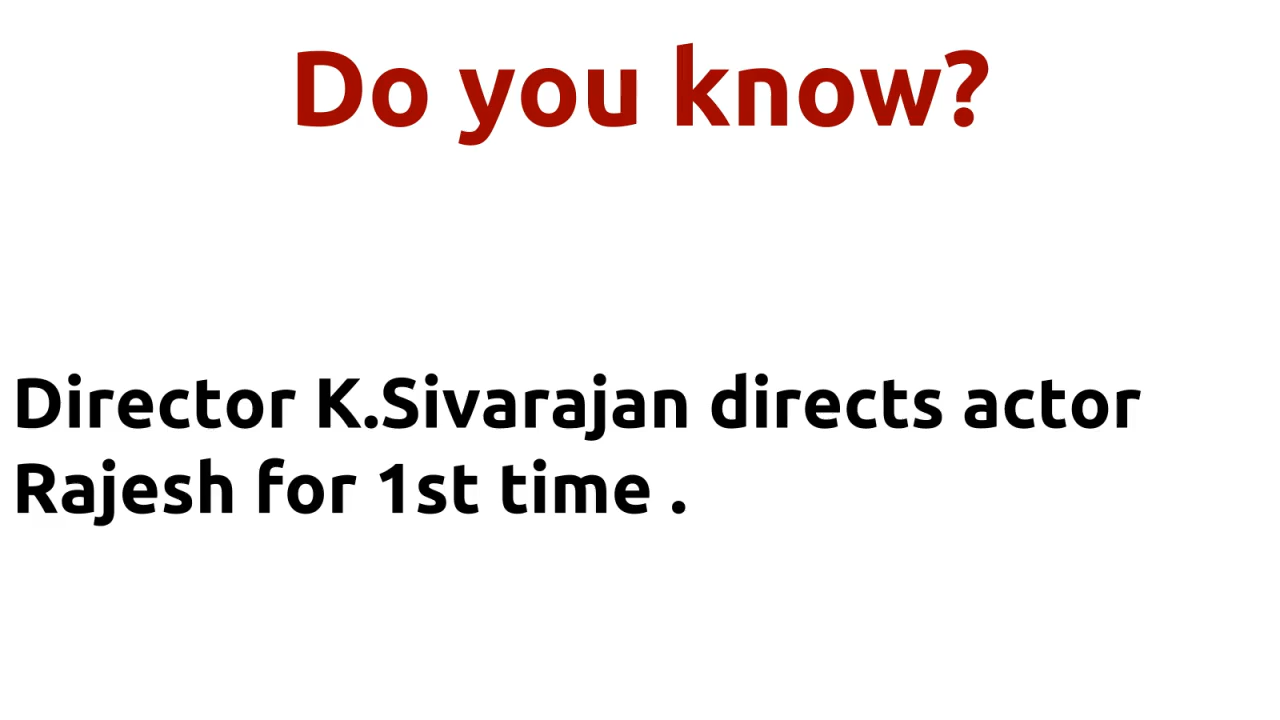 Do you know?
Director K.Sivarajan directs actor
Rajesh for 1st time .